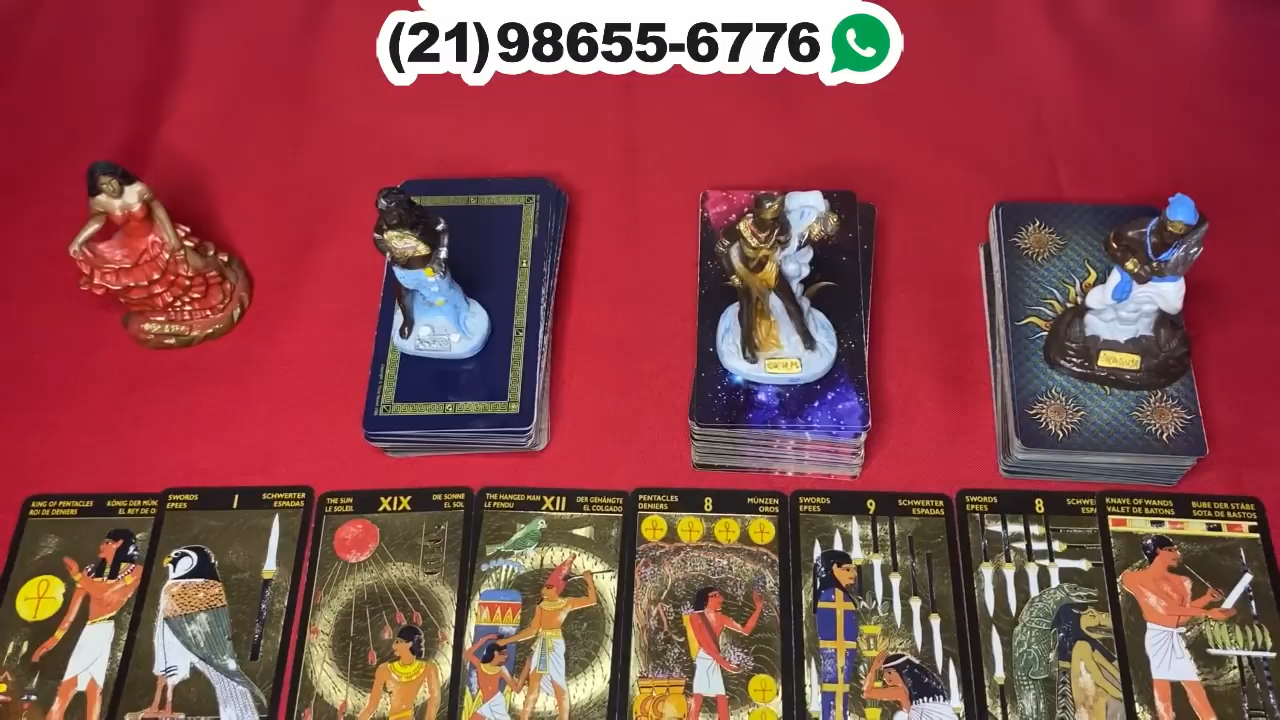 (21)98655-6776
KING OF PENTACLES
ROI DE DENIERS
EL REY DE
SWORDS
EPEES
I
SCHWERTER
ESPADAS
THE SUN
LE SOLEIL
XIX
DIE SONNE
EL SOL
THE HANGED MAN
LE PENDU
XII
DER GEHÄNGTE
EL COLGADO
PENTACLES
DENIERS
8
MÜNZEN
OROS
SWORDS
EPEES
9
SCHWERTER
ESPADAS
SWORDS
EPEES
8
KNAVE OF WANDS
VALET DE BATONS
BUBE DER STÄBE
SOTA DE BASTOS